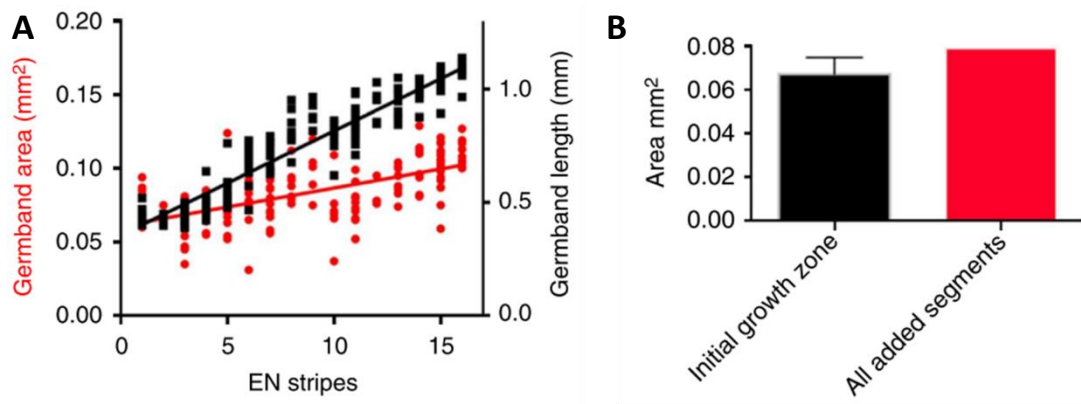 A
Germband area (mm²)
0.20
0.15
0.10
0.05
0.00
0
5
10
15
EN stripes
1.0
0.5
0.0
Germband length (mm)
B
Area mm²
0.08
0.06
0.04
0.02
0.00
Initial growth zone
All added segments